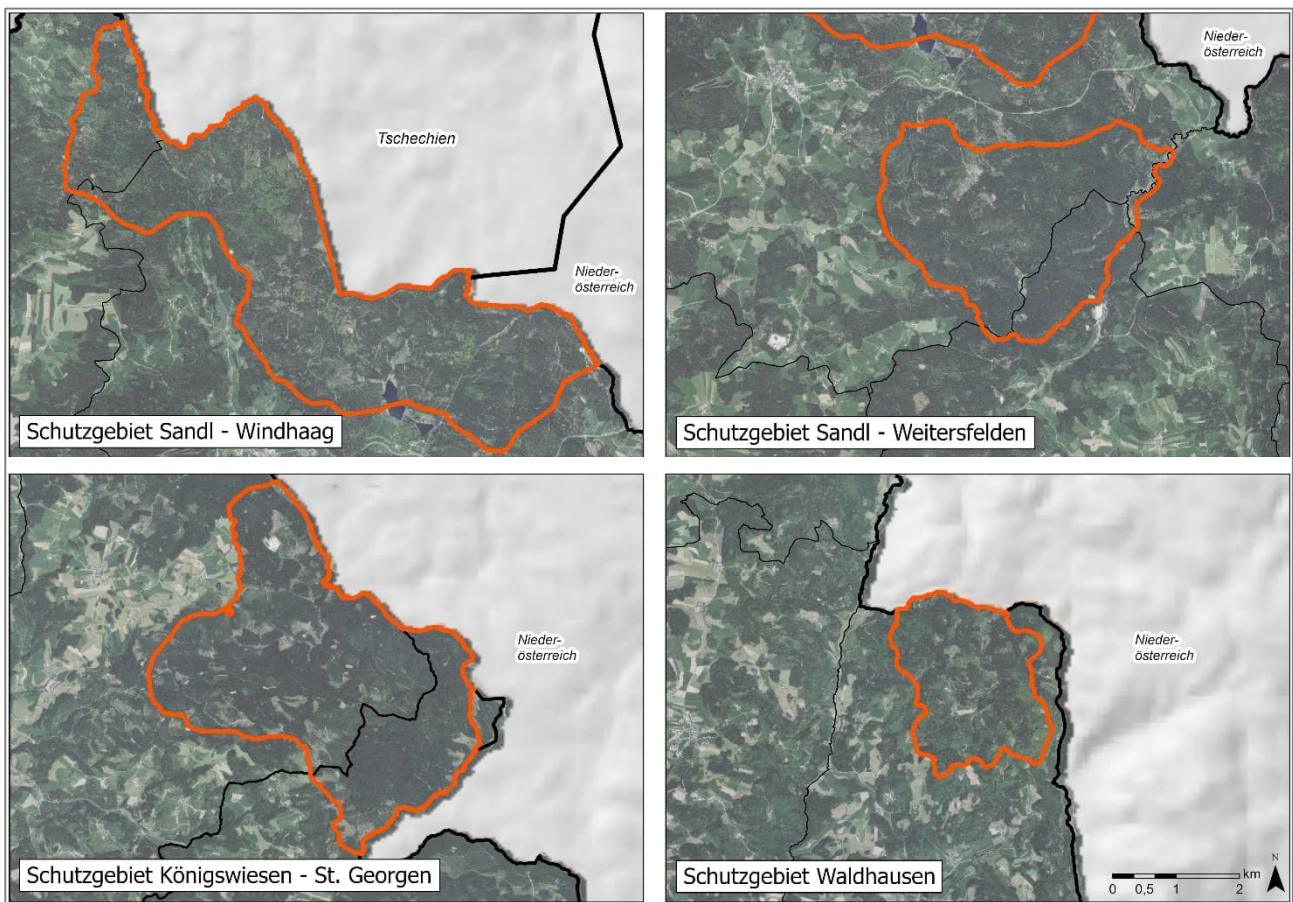 Tschechien
Nieder-
österreich
Schutzgebiet Sandl - Windhaag
Nieder-
österreich
Schutzgebiet Sandl - Weitersfelden
Nieder-
österreich
Schutzgebiet Königswiesen - St. Georgen
Nieder-
österreich
Schutzgebiet Waldhausen
N
km
0 0,5 1 2